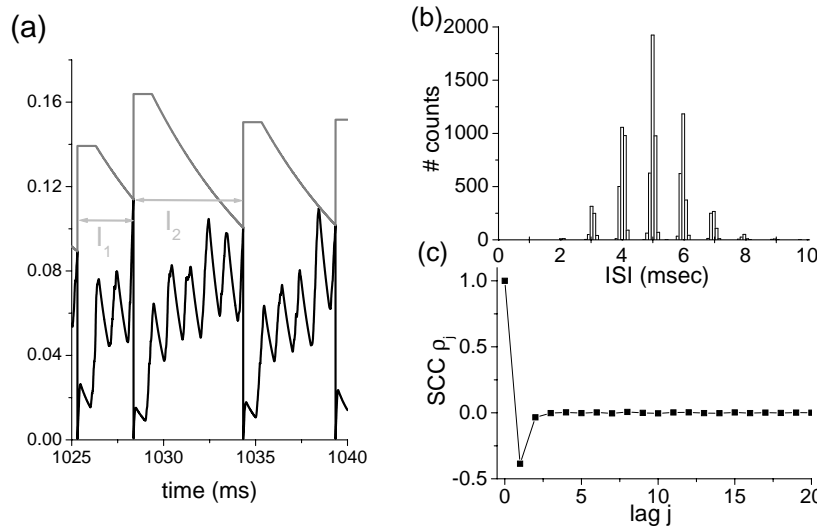 (a)
0.16
0.12
0.08
0.04
0.00
I1
I2
1025 1030 1035 1040
time (ms)
(b)
2000
1500
1000
500
0
# counts
0 2 4 6 8 10
ISI (msec)
(c)
1.0
0.5
0.0
-0.5
SCC ρj
0 5 10 15 20
lag j